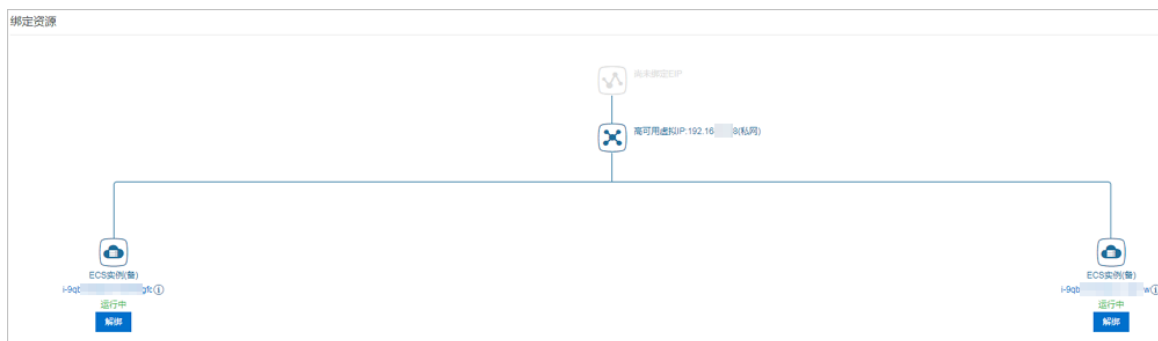 绑定资源
尚未绑定EIP
高可用虚拟IP:192.16 8(私网)
ECS实例(备)
i-9qb gfc
运行中
解绑
ECS实例(备)
i-9qb w
运行中
解绑